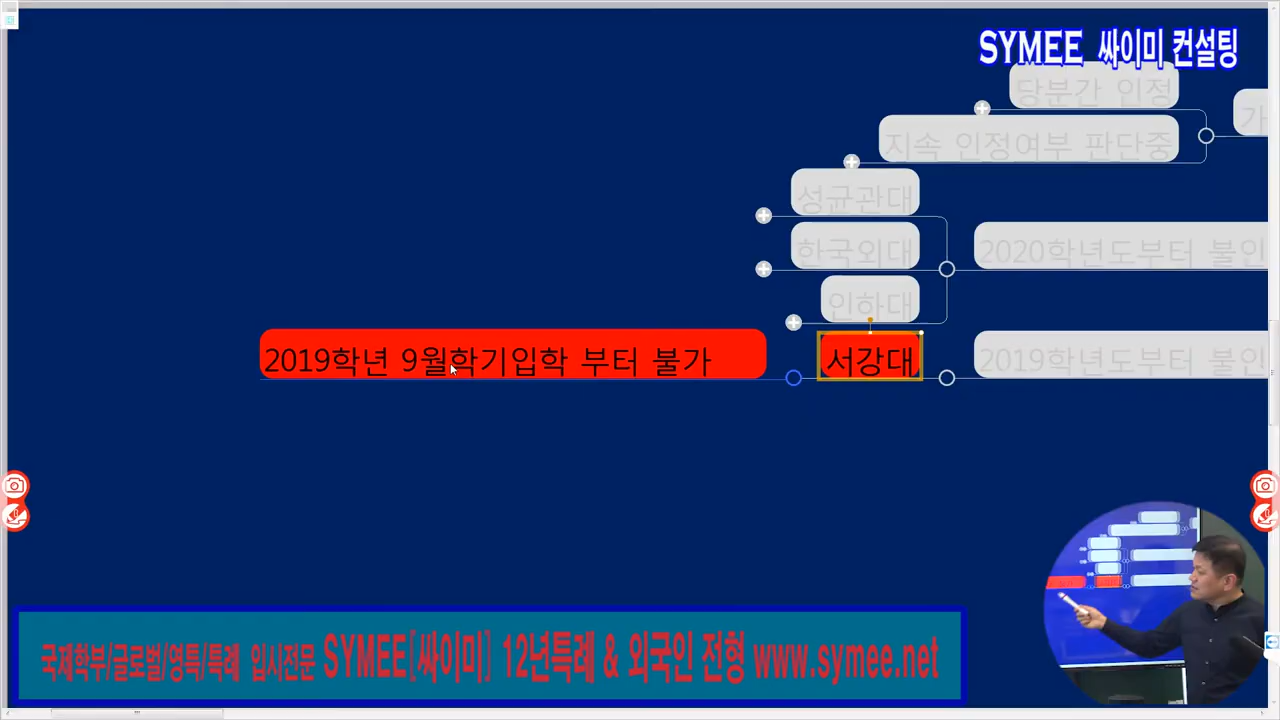 SYMEE 싸이미 컨설팅
당분간 인정
가
지속 인정여부 판단중
성균관대
한국외대
2020학년도부터 불인
인하대
2019학년 9월학기입학 부터 불가
서강대
2019학년도부터 불인
국제학부/글로벌/영특/특례 입시전문 SYMEE[싸이미] 12년특례 & 외국인 전형 www.symee.net